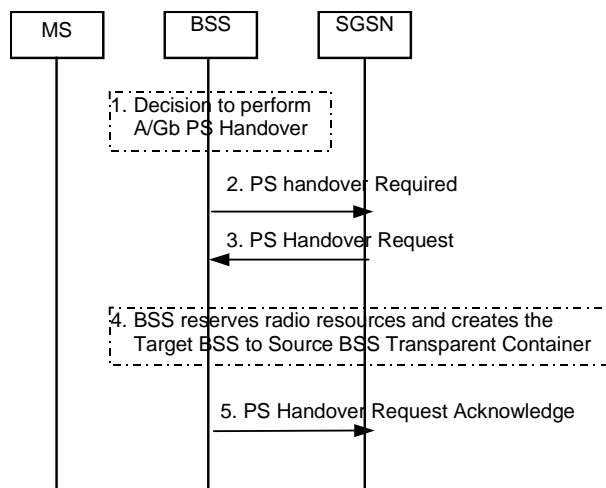 MS
BSS
SGSN
1. Decision to perform
A/Gb PS Handover
2. PS handover Required
3. PS Handover Request
4. BSS reserves radio resources and creates the
Target BSS to Source BSS Transparent Container
5. PS Handover Request Acknowledge